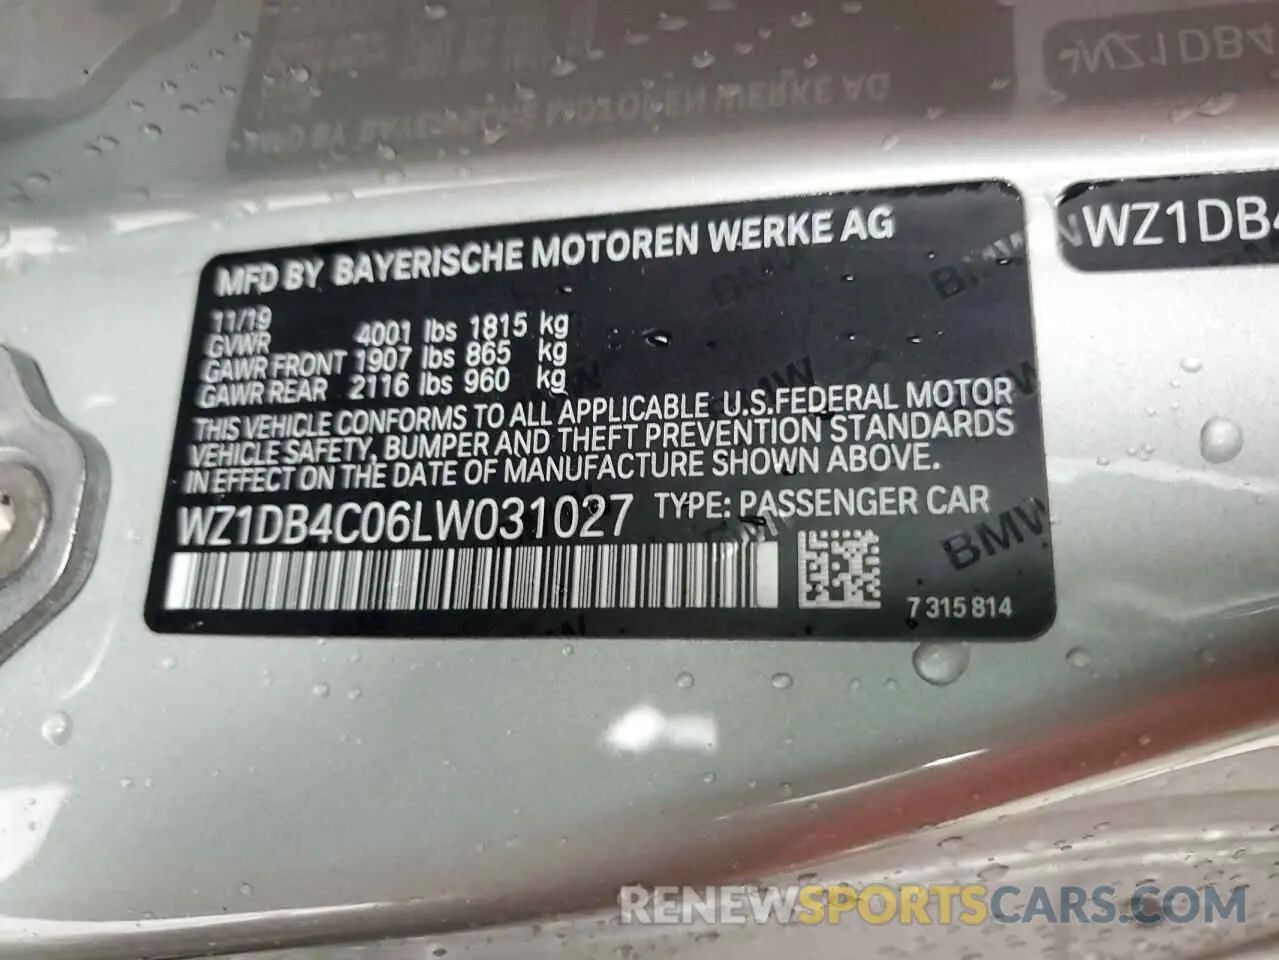 MFD BY BAYERISCHE MOTOREN WERKE AG
11/19
GVWR 4001 lbs 1815 kg
GAWR FRONT 1907 lbs 865 kg
GAWR REAR 2116 lbs 960 kg
THIS VEHICLE CONFORMS TO ALL APPLICABLE U.S.FEDERAL MOTOR
VEHICLE SAFETY, BUMPER AND THEFT PREVENTION STANDARDS
IN EFFECT ON THE DATE OF MANUFACTURE SHOWN ABOVE.
WZ1DB4C06LW031027 TYPE: PASSENGER CAR
7 315 814
WZ1DB4
BMW
RENEWSPORTSCARS.COM